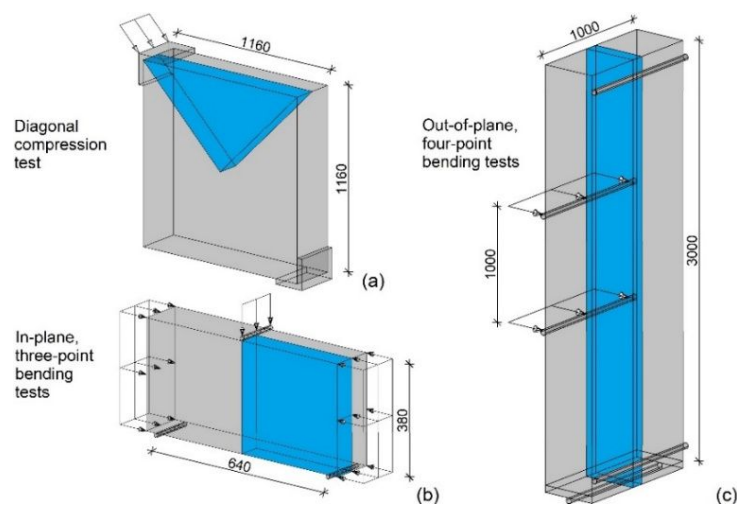 1160
Diagonal
compression
test
1160
(a)
In-plane,
three-point
bending
tests
380
640
(b)
1000
Out-of-plane,
four-point
bending tests
1000
3000
(c)